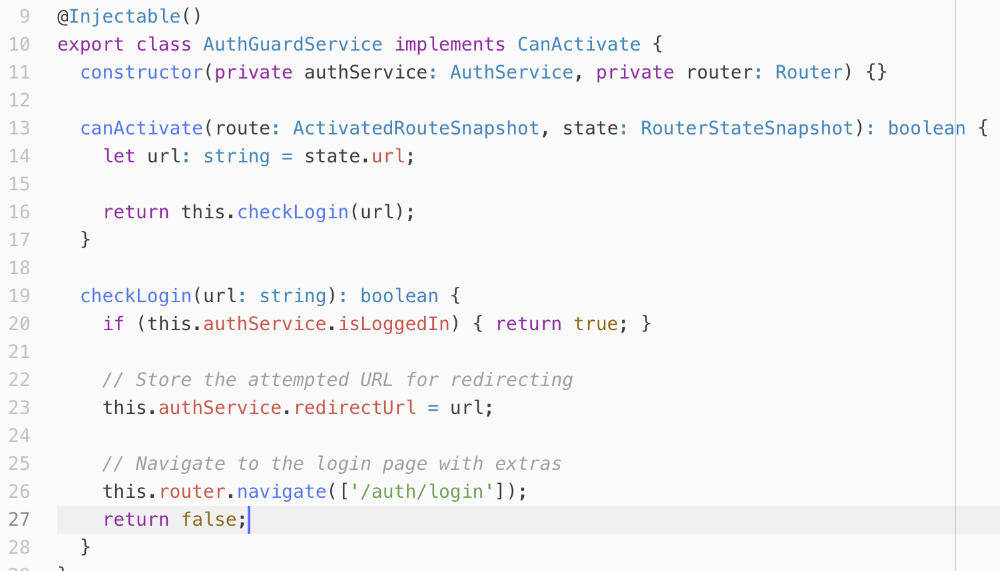 9 @Injectable()
10 export class AuthGuardService implements CanActivate {
11   constructor(private authService: AuthService, private router: Router) {}
12
13   canActivate(route: ActivatedRouteSnapshot, state: RouterStateSnapshot): boolean {
14     let url: string = state.url;
15
16     return this.checkLogin(url);
17   }
18
19   checkLogin(url: string): boolean {
20     if (this.authService.isLoggedIn) { return true; }
21
22     // Store the attempted URL for redirecting
23     this.authService.redirectUrl = url;
24
25     // Navigate to the login page with extras
26     this.router.navigate(['/auth/login']);
27     return false;
28   }